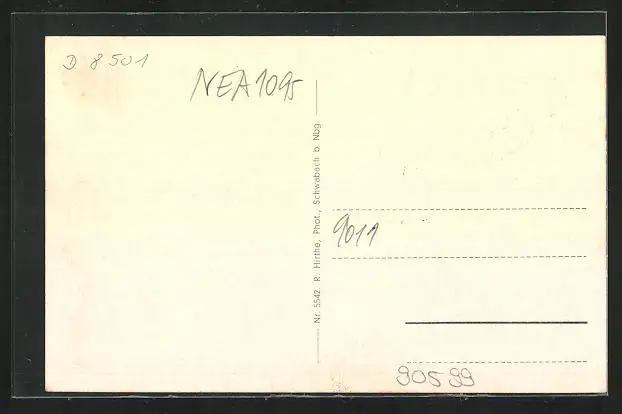 D 8501
NEA1095
Nr. 5542. R. Hirthe, Phot., Schwabach b. Nbg.
9011
90599